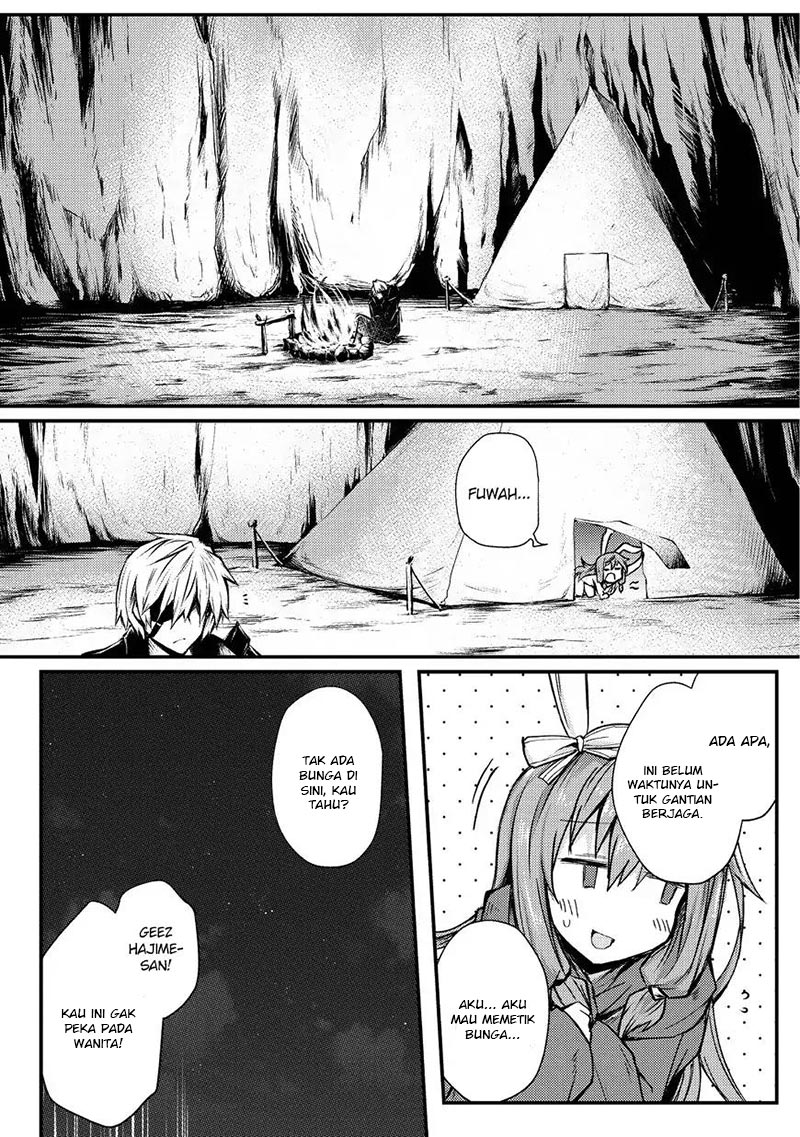 FUWAH...
ADA APA,
INI BELUM
WAKTUNYA UN-
TUK GANTIAN
BERJAGA.
AKU... AKU
MAU MEMETIK
BUNGA...
TAK ADA
BUNGA DI
SINI, KAU
TAHU?
GEEZ
HAJIME-
SAN!
KAU INI GAK
PEKA PADA
WANITA!